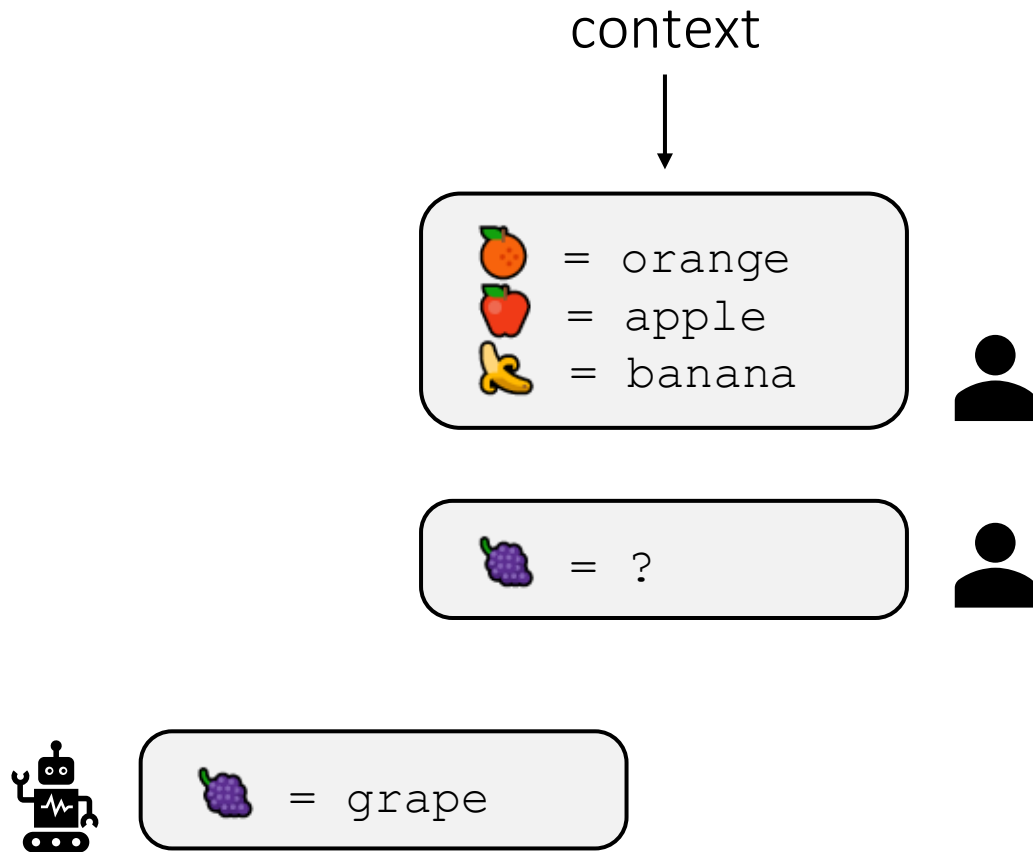 context
= orange
= apple
= banana
= ?
= grape